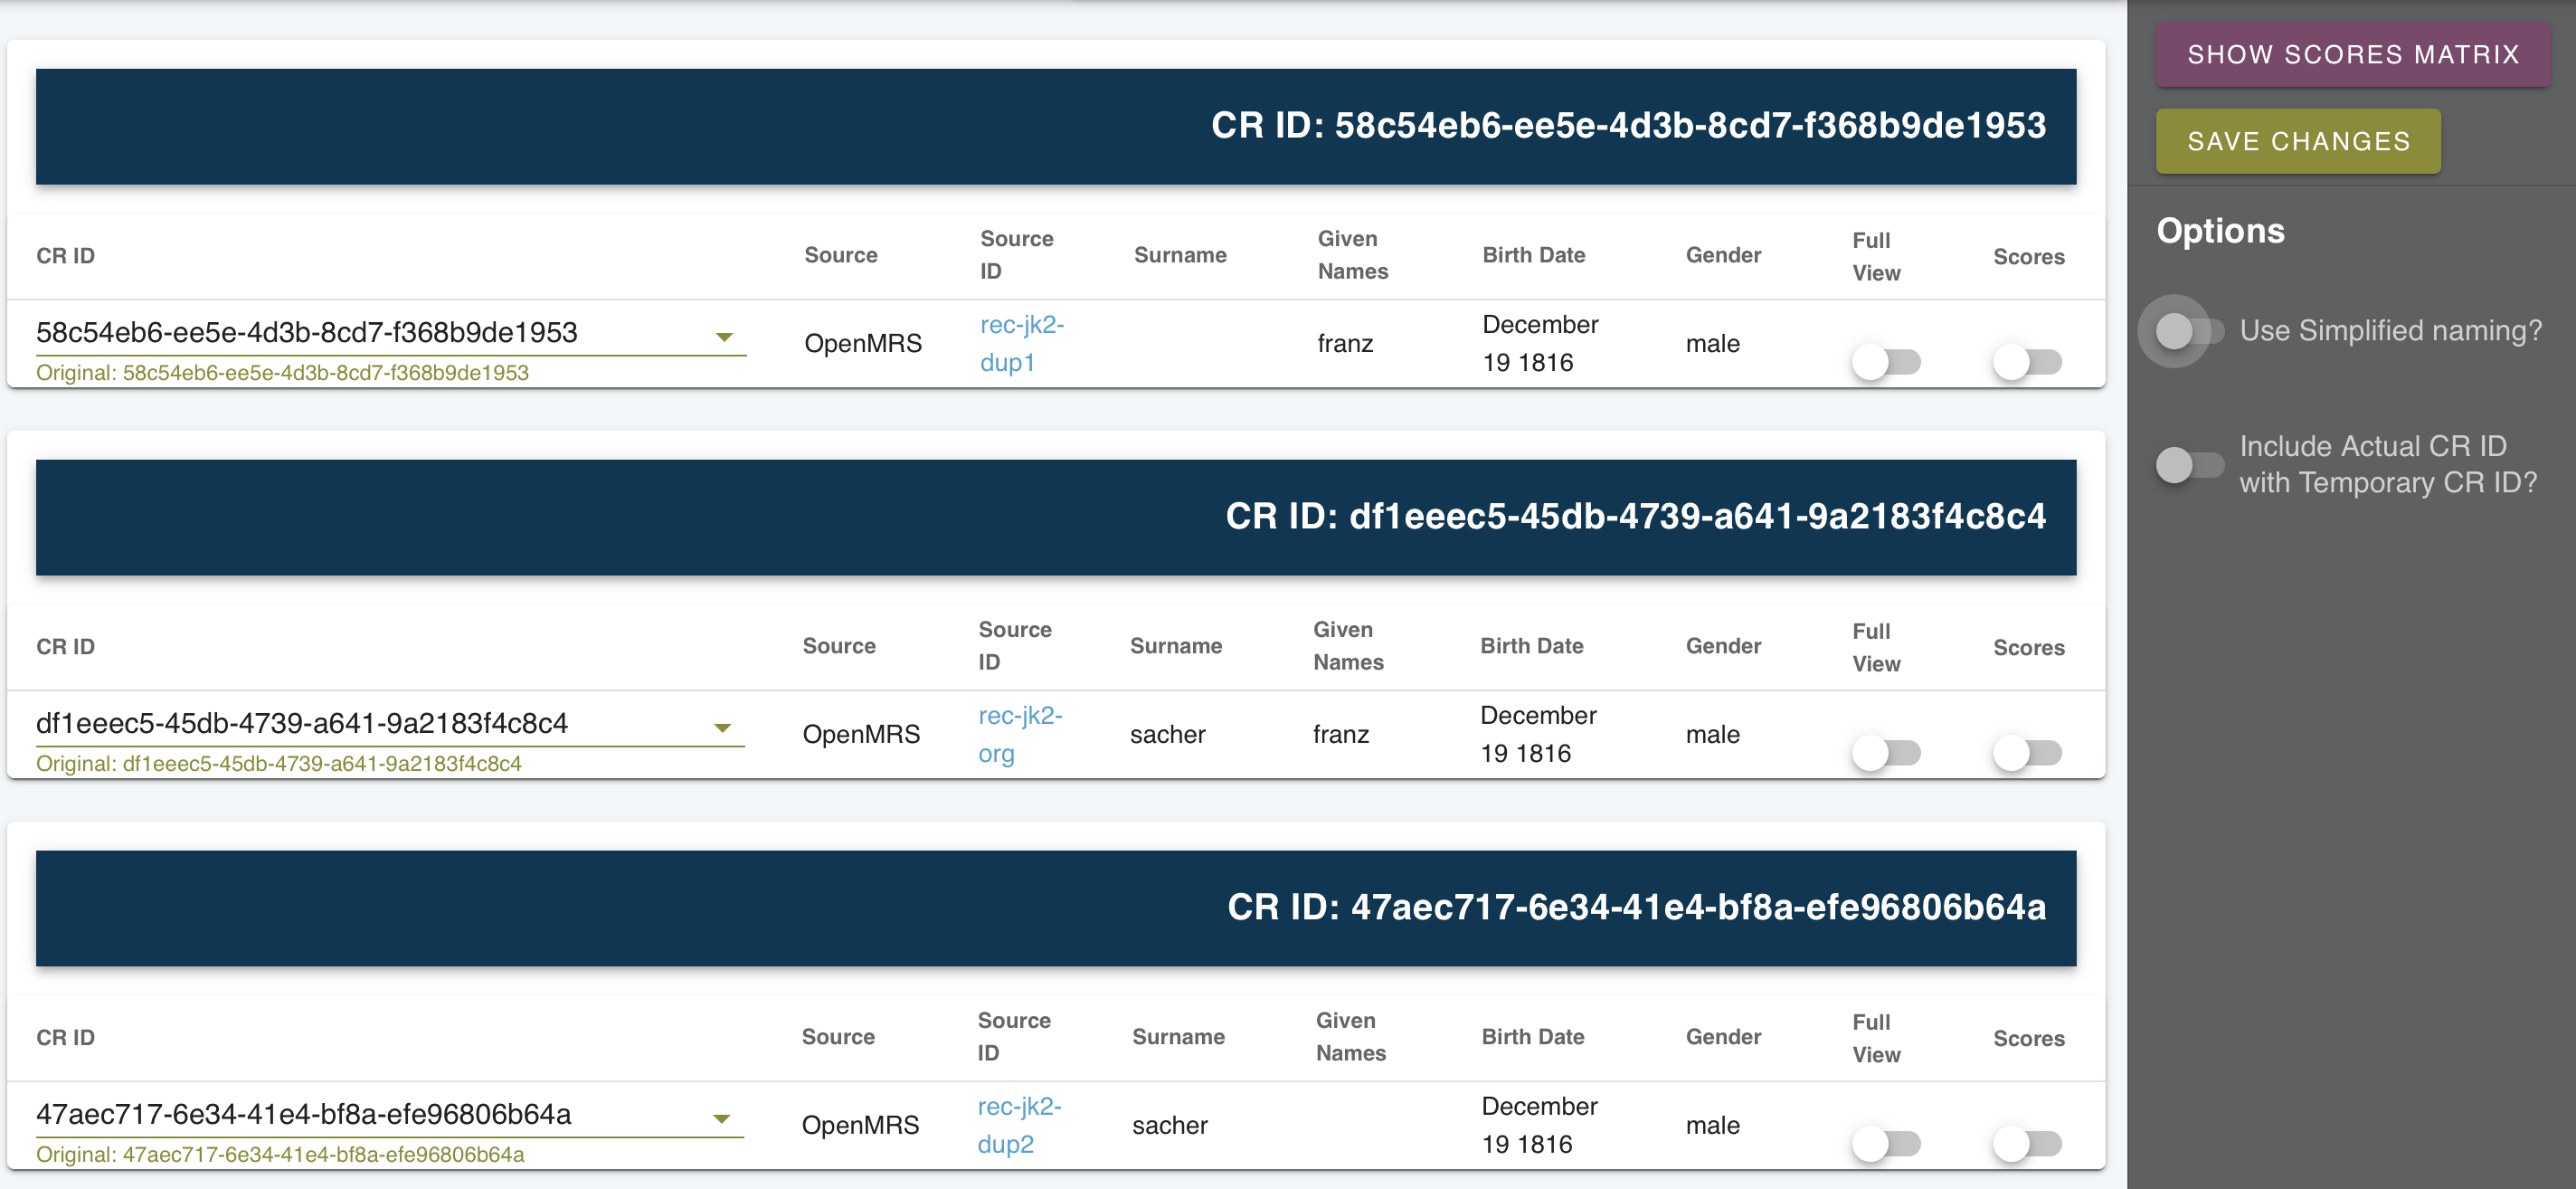 CR ID: 58c54eb6-ee5e-4d3b-8cd7-f368b9de1953
CR ID Source Source ID Surname Given Names Birth Date Gender Full View Scores
58c54eb6-ee5e-4d3b-8cd7-f368b9de1953 OpenMRS rec-jk2-dup1 franz December 19 1816 male
Original: 58c54eb6-ee5e-4d3b-8cd7-f368b9de1953
CR ID: df1eeec5-45db-4739-a641-9a2183f4c8c4
CR ID Source Source ID Surname Given Names Birth Date Gender Full View Scores
df1eeec5-45db-4739-a641-9a2183f4c8c4 OpenMRS rec-jk2-org sacher franz December 19 1816 male
Original: df1eeec5-45db-4739-a641-9a2183f4c8c4
CR ID: 47aec717-6e34-41e4-bf8a-efe96806b64a
CR ID Source Source ID Surname Given Names Birth Date Gender Full View Scores
47aec717-6e34-41e4-bf8a-efe96806b64a OpenMRS rec-jk2-dup2 sacher December 19 1816 male
Original: 47aec717-6e34-41e4-bf8a-efe96806b64a
SHOW SCORES MATRIX
SAVE CHANGES
Options
Use Simplified naming?
Include Actual CR ID
with Temporary CR ID?